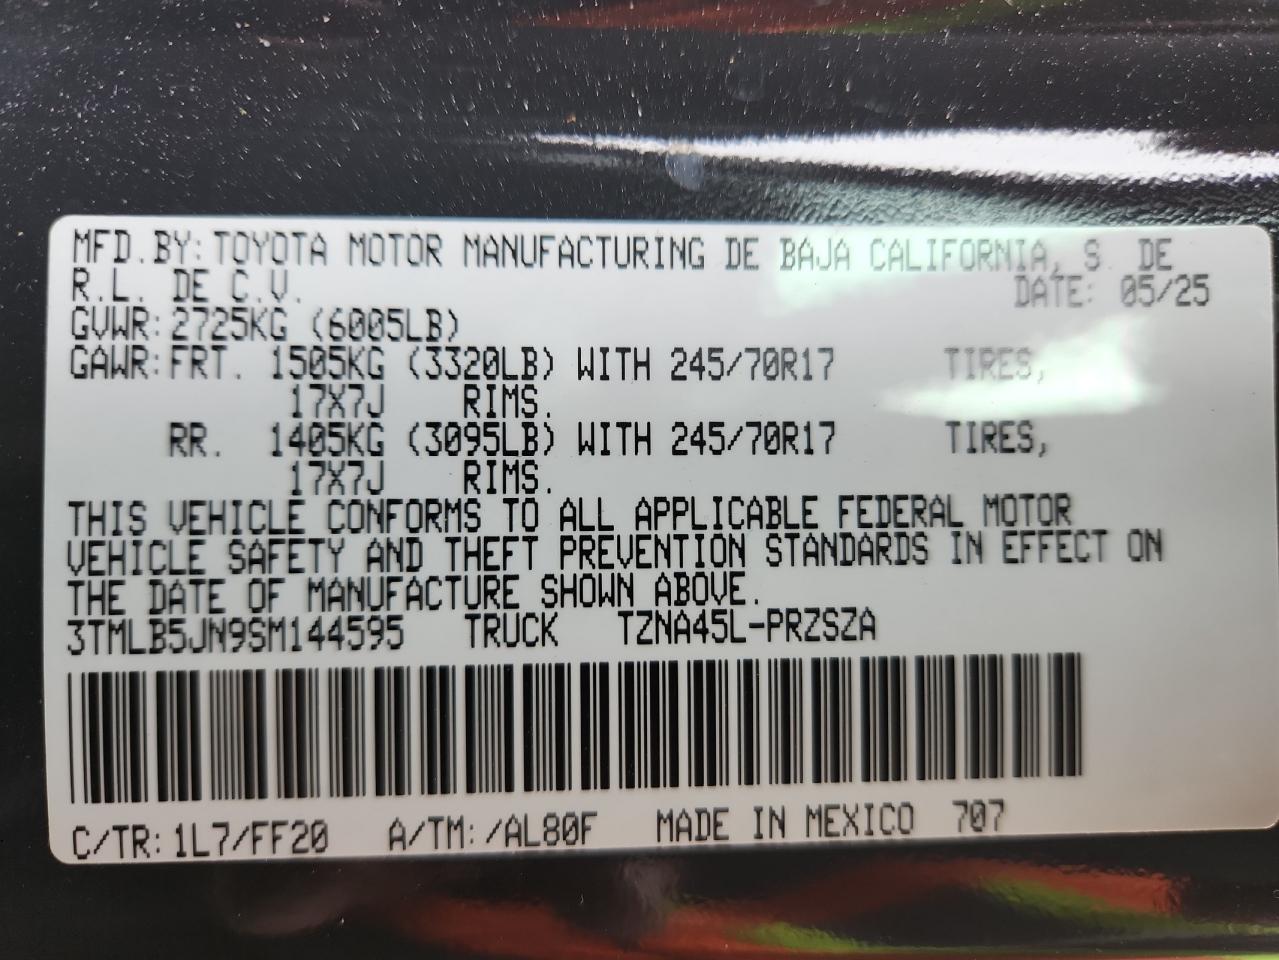 MFD.BY:TOYOTA MOTOR MANUFACTURING DE BAJA CALIFORNIA, S. DE
R.L. DE C.V. DATE: 05/25
GVWR:2725KG (6005LB)
GAWR:FRT. 1505KG (3320LB) WITH 245/70R17 TIRES,
17X7J RIMS.
RR. 1405KG (3095LB) WITH 245/70R17 TIRES,
17X7J RIMS.
THIS VEHICLE CONFORMS TO ALL APPLICABLE FEDERAL MOTOR
VEHICLE SAFETY AND THEFT PREVENTION STANDARDS IN EFFECT ON
THE DATE OF MANUFACTURE SHOWN ABOVE.
3TMLB5JN9SM144595 TRUCK TZNA45L-PRZSZA
C/TR:1L7/FF20 A/TM:/AL80F MADE IN MEXICO 707